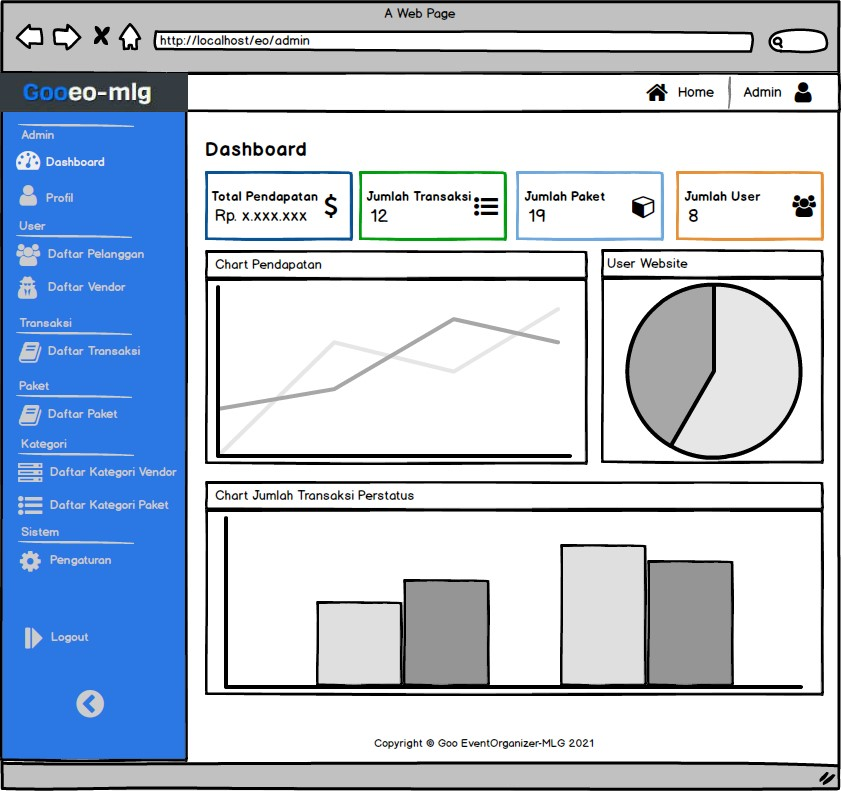 A Web Page
http://localhost/eo/admin
Gooeo-mlg
Home
Admin
Admin
Dashboard
Profil
User
Daftar Pelanggan
Daftar Vendor
Transaksi
Daftar Transaksi
Paket
Daftar Paket
Kategori
Daftar Kategori Vendor
Daftar Kategori Paket
Sistem
Pengaturan
Logout
Dashboard
Total Pendapatan
Rp. x.xxx.xxx
$
Jumlah Transaksi
12
Jumlah Paket
19
Jumlah User
8
Chart Pendapatan
User Website
Chart Jumlah Transaksi Perstatus
Copyright © Goo EventOrganizer-MLG 2021